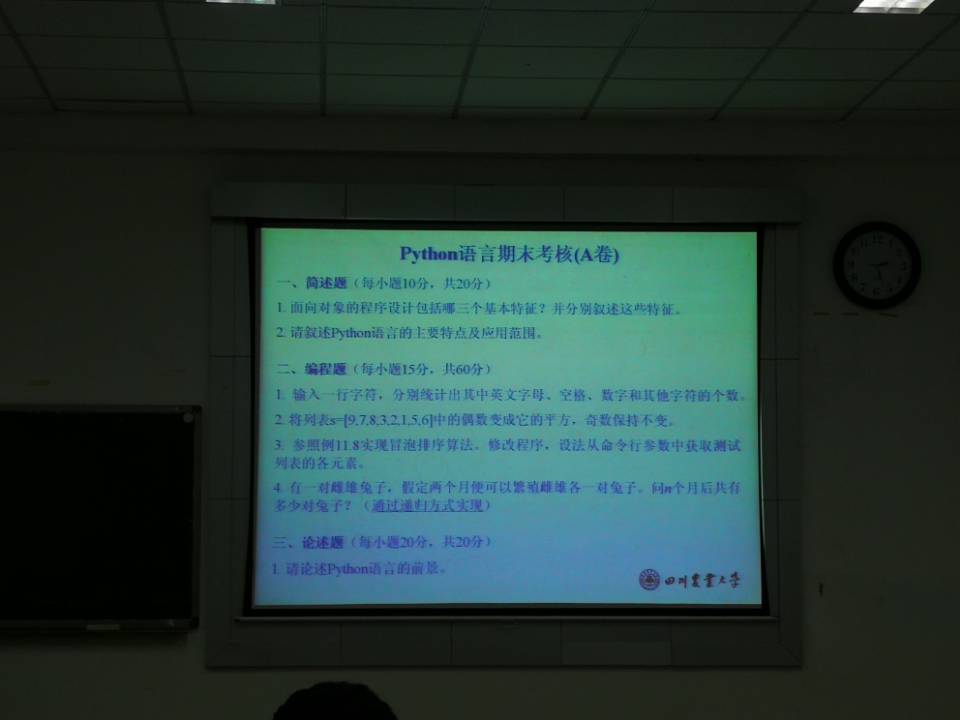 Python语言期末考核(A卷)
一、简述题（每小题10分，共20分）
1. 面向对象的程序设计包括哪三个基本特征？并分别叙述这些特征。
2. 请叙述Python语言的主要特点及应用范围。
二、编程题（每小题15分，共60分）
1. 输入一行字符，分别统计出其中英文字母、空格、数字和其他字符的个数。
2. 将列表s=[9,7,8,3,2,1,5,6]中的偶数变成它的平方，奇数保持不变。
3. 参照例11.8实现冒泡排序算法。修改程序，设法从命令行参数中获取测试
列表的各元素。
4. 有一对雌雄兔子，假定两个月便可以繁殖雌雄各一对兔子。问n个月后共有
多少对兔子？（通过递归方式实现）
三、论述题（每小题20分，共20分）
1. 请论述Python语言的前景。
四川农业大学